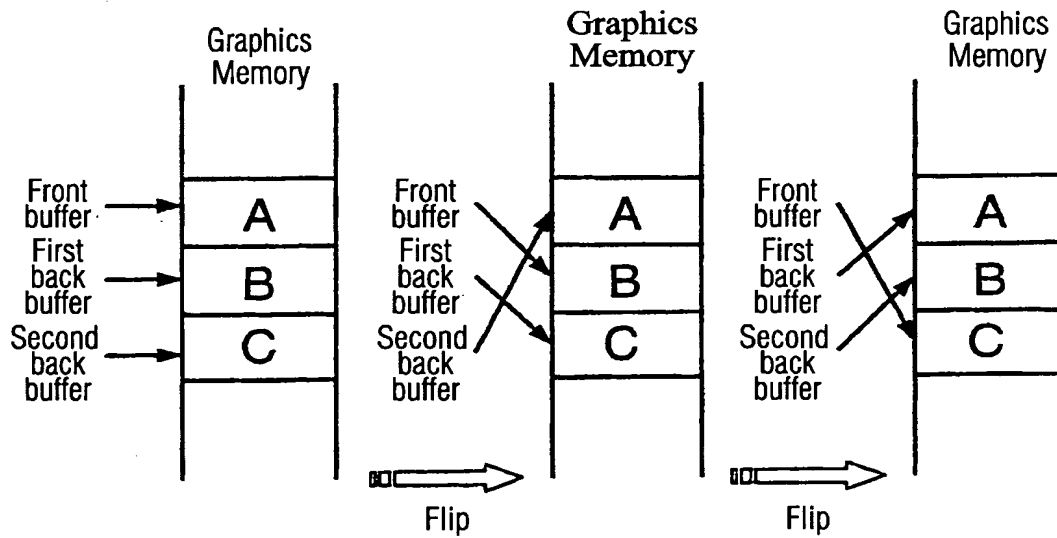 Graphics
Memory
Front
buffer
First
back
buffer
Second
back
buffer
A
B
C
Flip
Graphics
Memory
Front
buffer
First
back
buffer
Second
back
buffer
A
B
C
Flip
Graphics
Memory
Front
buffer
First
back
buffer
Second
back
buffer
A
B
C